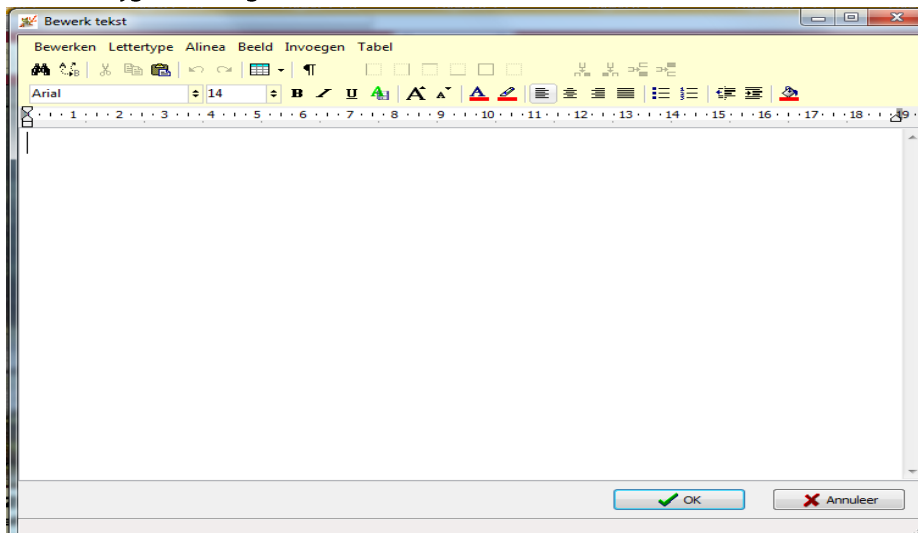 Bewerk tekst
Bewerken Lettertype Alinea Beeld Invoegen Tabel
Arial 14 B U A A A A
1 2 3 4 5 6 7 8 9 10 11 12 13 14 15 16 17 18 19
OK Annuleer